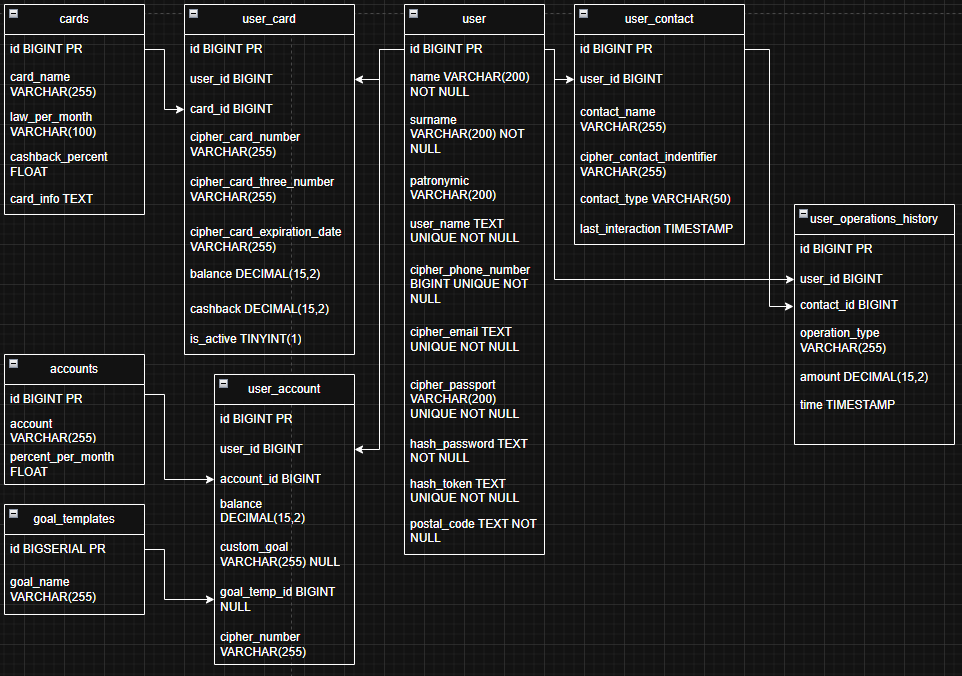 cards
id BIGINT PR
card_name
VARCHAR(255)
law_per_month
VARCHAR(100)
cashback_percent
FLOAT
card_info TEXT
user_card
id BIGINT PR
user_id BIGINT
card_id BIGINT
cipher_card_number
VARCHAR(255)
cipher_card_three_number
VARCHAR(255)
cipher_card_expiration_date
VARCHAR(255)
balance DECIMAL(15,2)
cashback DECIMAL(15,2)
is_active TINYINT(1)
user
id BIGINT PR
name VARCHAR(200)
NOT NULL
surname
VARCHAR(200) NOT
NULL
patronymic
VARCHAR(200)
user_name TEXT
UNIQUE NOT NULL
cipher_phone_number
BIGINT UNIQUE NOT
NULL
cipher_email TEXT
UNIQUE NOT NULL
cipher_passport
VARCHAR(200)
UNIQUE NOT NULL
hash_password TEXT
NOT NULL
hash_token TEXT
UNIQUE NOT NULL
postal_code TEXT NOT
NULL
user_contact
id BIGINT PR
user_id BIGINT
contact_name
VARCHAR(255)
cipher_contact_indentifier
VARCHAR(255)
contact_type VARCHAR(50)
last_interaction TIMESTAMP
user_operations_history
id BIGINT PR
user_id BIGINT
contact_id BIGINT
operation_type
VARCHAR(255)
amount DECIMAL(15,2)
time TIMESTAMP
accounts
id BIGINT PR
account
VARCHAR(255)
percent_per_month
FLOAT
user_account
id BIGINT PR
user_id BIGINT
account_id BIGINT
balance
DECIMAL(15,2)
custom_goal
VARCHAR(255) NULL
goal_temp_id BIGINT
NULL
cipher_number
VARCHAR(255)
goal_templates
id BIGSERIAL PR
goal_name
VARCHAR(255)